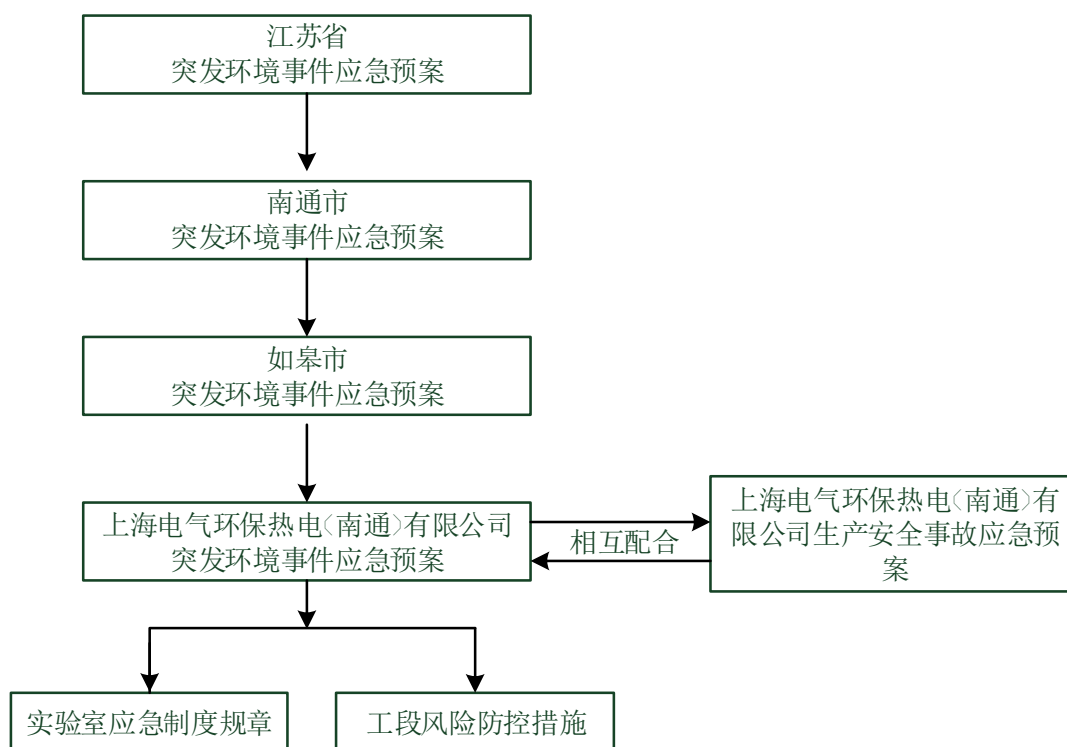 江苏省
突发环境事件应急预案
南通市
突发环境事件应急预案
如皋市
突发环境事件应急预案
上海电气环保热电（南通）有限公司
突发环境事件应急预案
相互配合
上海电气环保热电（南通）有
限公司生产安全事故应急预
案
实验室应急制度规章
工段风险防控措施